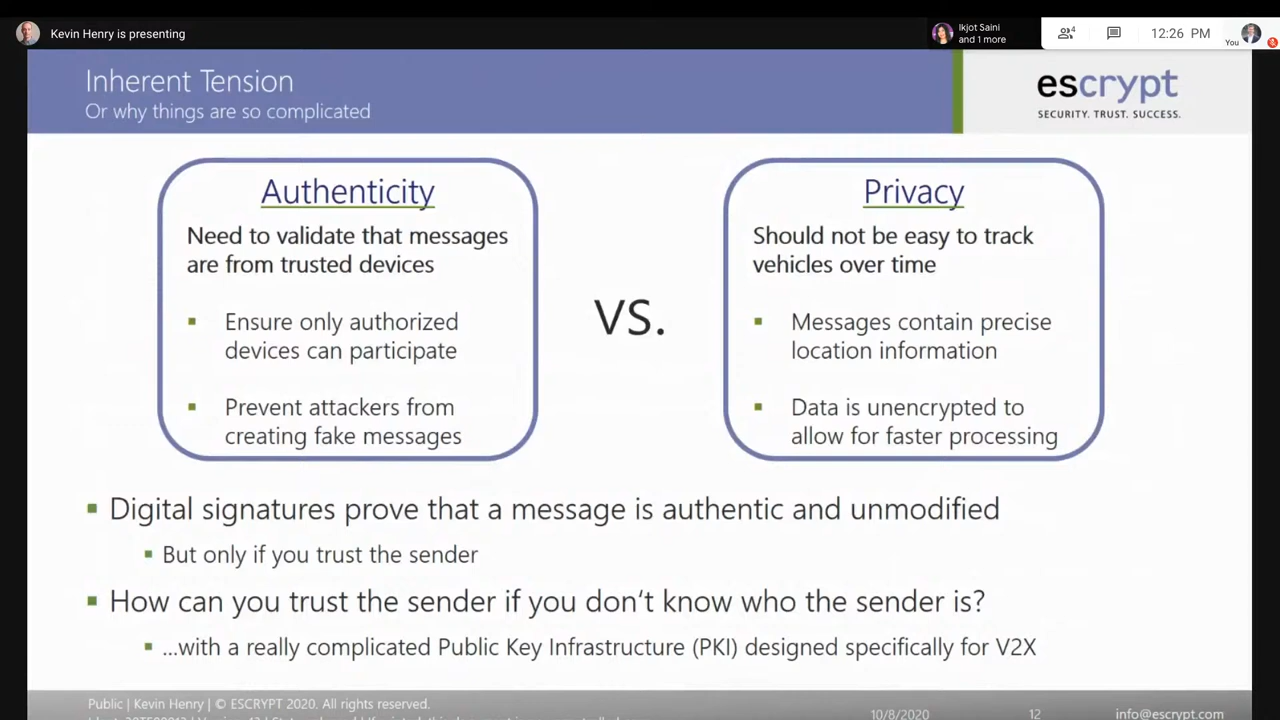 Kevin Henry is presenting
Ikjot Saini
and 1 more
4
12:26 PM
You
Inherent Tension
Or why things are so complicated
escrypt
SECURITY. TRUST. SUCCESS.
Authenticity
Need to validate that messages
are from trusted devices
▪ Ensure only authorized
devices can participate
▪ Prevent attackers from
creating fake messages
VS.
Privacy
Should not be easy to track
vehicles over time
▪ Messages contain precise
location information
▪ Data is unencrypted to
allow for faster processing
▪ Digital signatures prove that a message is authentic and unmodified
▪ But only if you trust the sender
▪ How can you trust the sender if you don't know who the sender is?
▪ ...with a really complicated Public Key Infrastructure (PKI) designed specifically for V2X
Public | Kevin Henry | © ESCRYPT 2020. All rights reserved.
10/8/2020
12
info@escrypt.com